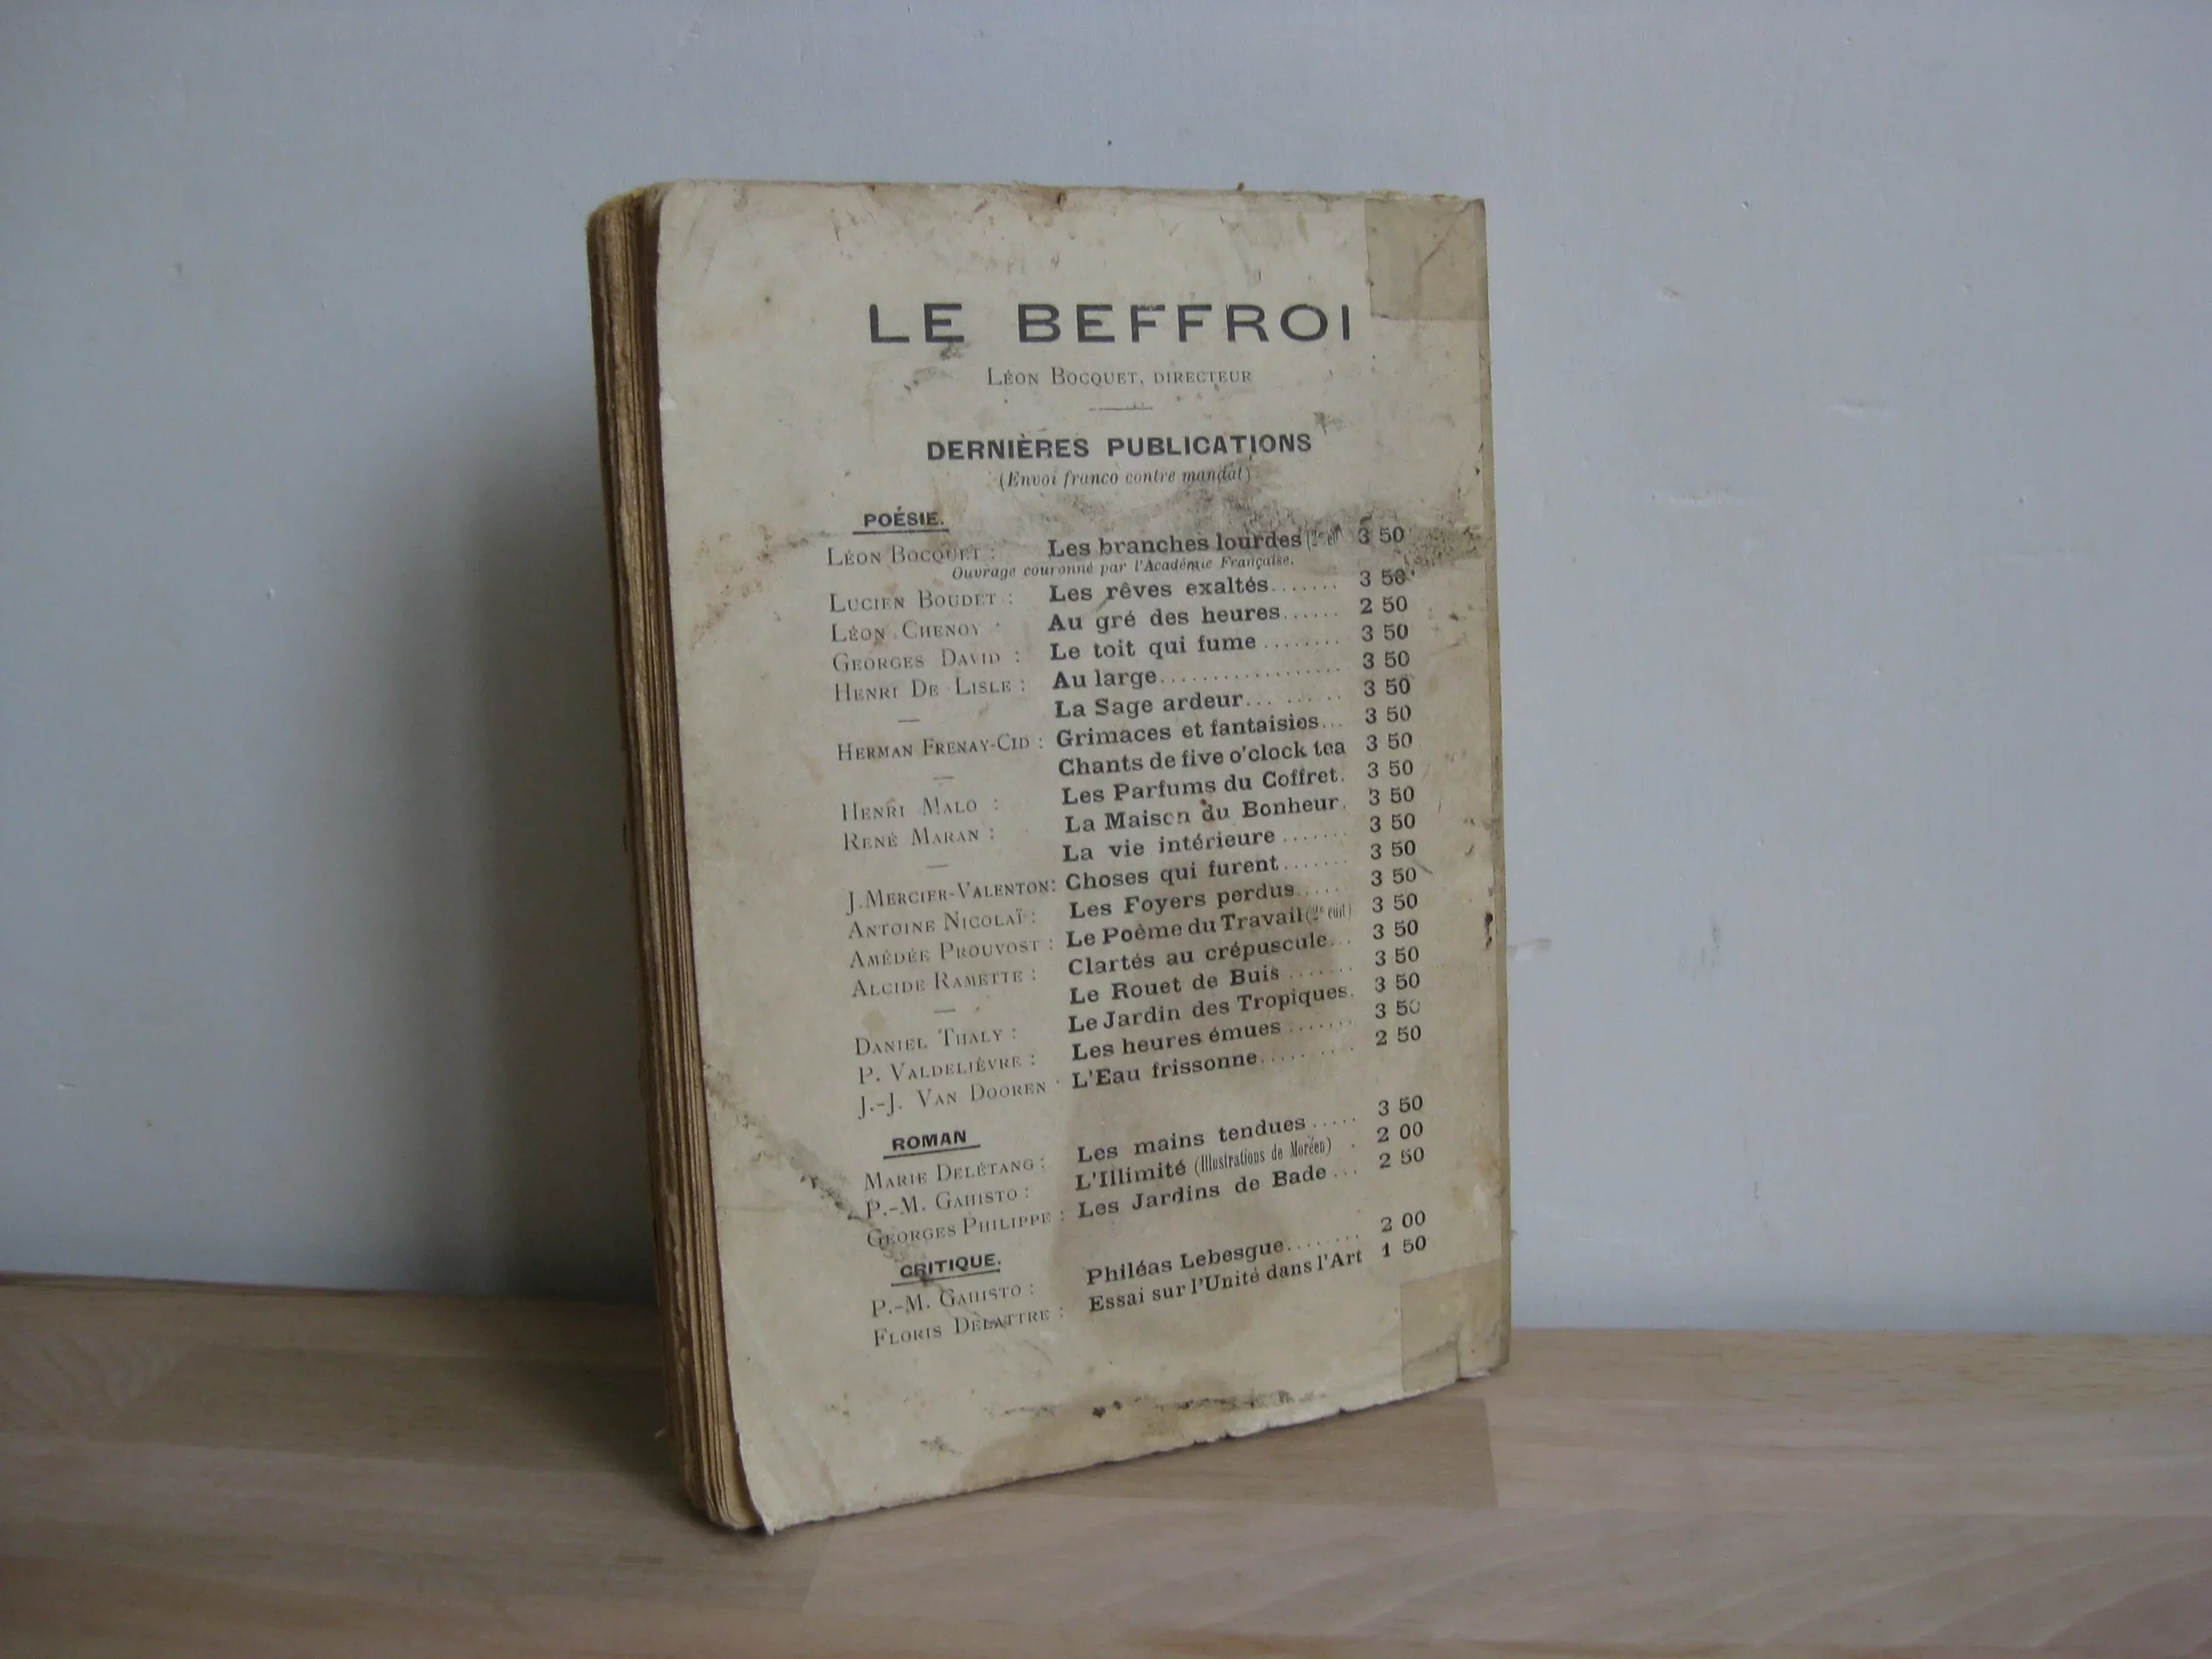 LE BEFFROI
LÉON BOCQUET, DIRECTEUR
DERNIÈRES PUBLICATIONS
(Envoi franco contre mandat)
POÉSIE.
LÉON BOCQUET : Les branches lourdes (2e éd 3 50
Ouvrage couronné par l'Académie Française.
LUCIEN BOUDET : Les rêves exaltés....... 3 50
LÉON CHENOY : Au gré des heures...... 2 50
GEORGES DAVID : Le toit qui fume ........ 3 50
HENRI DE LISLE : Au large.................. 3 50
— La Sage ardeur... ...... 3 50
HERMAN FRENAY-CID : Grimaces et fantaisies... 3 50
— Chants de five o'clock tea 3 50
HENRI MALO : Les Parfums du Coffret. 3 50
RENÉ MARAN : La Maison du Bonheur. 3 50
— La vie intérieure ....... 3 50
J. MERCIER-VALENTON: Choses qui furent....... 3 50
ANTOINE NICOLAÏ : Les Foyers perdus..... 3 50
AMÉDÉE PROUVOST : Le Poème du Travail (2e édit) 3 50
ALCIDE RAMETTE : Clartés au crépuscule... 3 50
— Le Rouet de Buis ....... 3 50
DANIEL THALY : Le Jardin des Tropiques. 3 50
P. VALDELIÈVRE : Les heures émues ....... 3 50
J.-J. VAN DOOREN : L'Eau frissonne......... 2 50
ROMAN
MARIE DELÉTANG : Les mains tendues ..... 3 50
P.-M. GAHISTO : L'Illimité (Illustrations de Moréen) . 2 00
GEORGES PHILIPPE : Les Jardins de Bade ... 2 50
CRITIQUE.
P.-M. GAHISTO : Philéas Lebesgue........ 2 00
FLORIS DELATTRE : Essai sur l'Unité dans l'Art 1 50